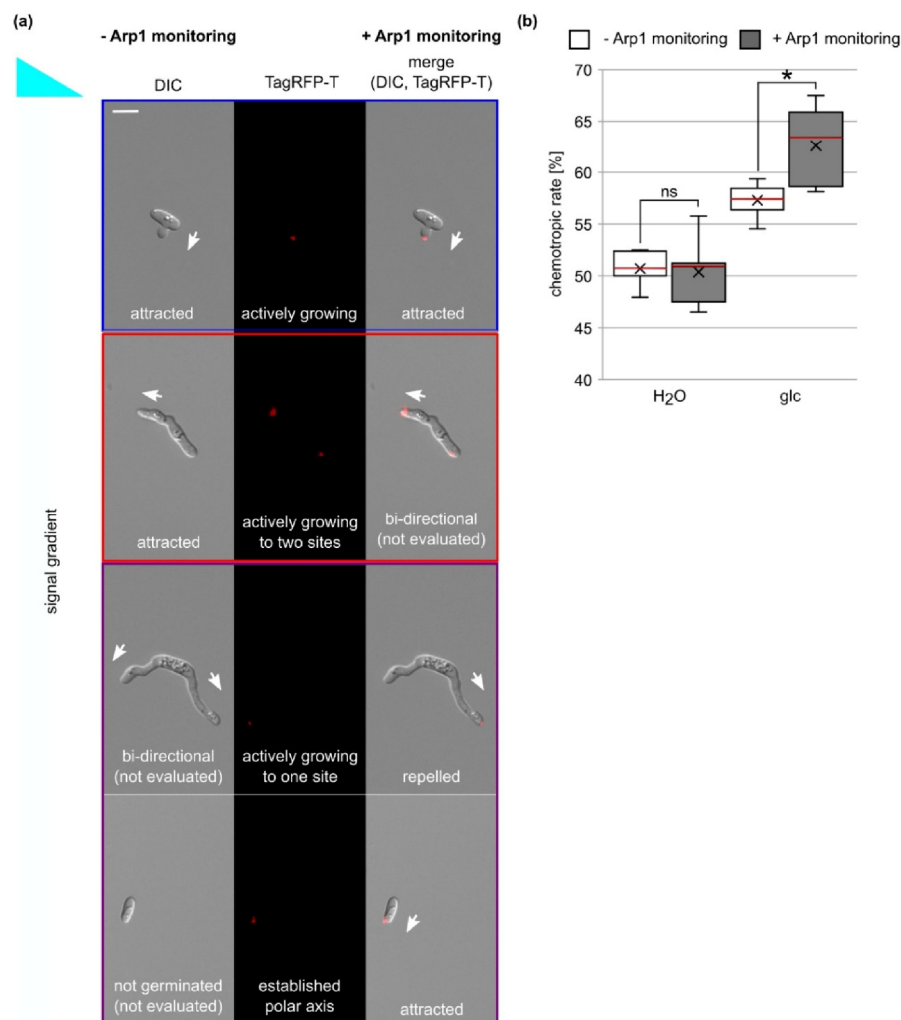 (a)
- Arp1 monitoring
+ Arp1 monitoring
DIC
TagRFP-T
merge
(DIC, TagRFP-T)
attracted
actively growing
attracted
attracted
actively growing
to two sites
bi-directional
(not evaluated)
signal gradient
bi-directional
(not evaluated)
actively growing
to one site
repelled
not germinated
(not evaluated)
established
polar axis
attracted
(b)
- Arp1 monitoring
+ Arp1 monitoring
chemotropic rate [%]
70
65
60
55
50
45
40
ns
*
H2O
glc